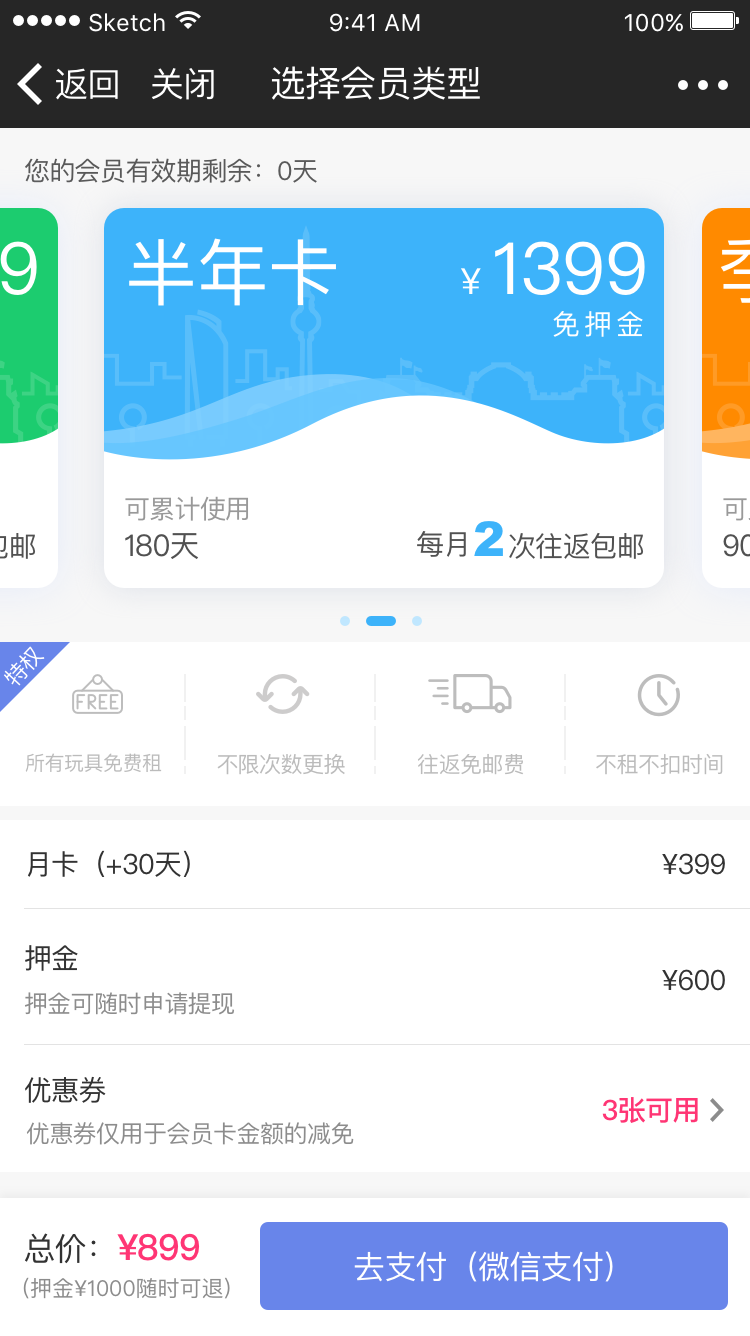 Sketch 9:41 AM 100%
返回 关闭 选择会员类型
您的会员有效期剩余：0天
9 半年卡 ¥1399
免押金
可累计使用 可
180天 每月2次往返包邮 90
包邮
特权
FREE
所有玩具免费租 不限次数更换 往返免邮费 不租不扣时间
月卡（+30天） ¥399
押金 ¥600
押金可随时申请提现
优惠券 3张可用
优惠券仅用于会员卡金额的减免
总价：¥899 去支付（微信支付）
(押金¥1000随时可退)